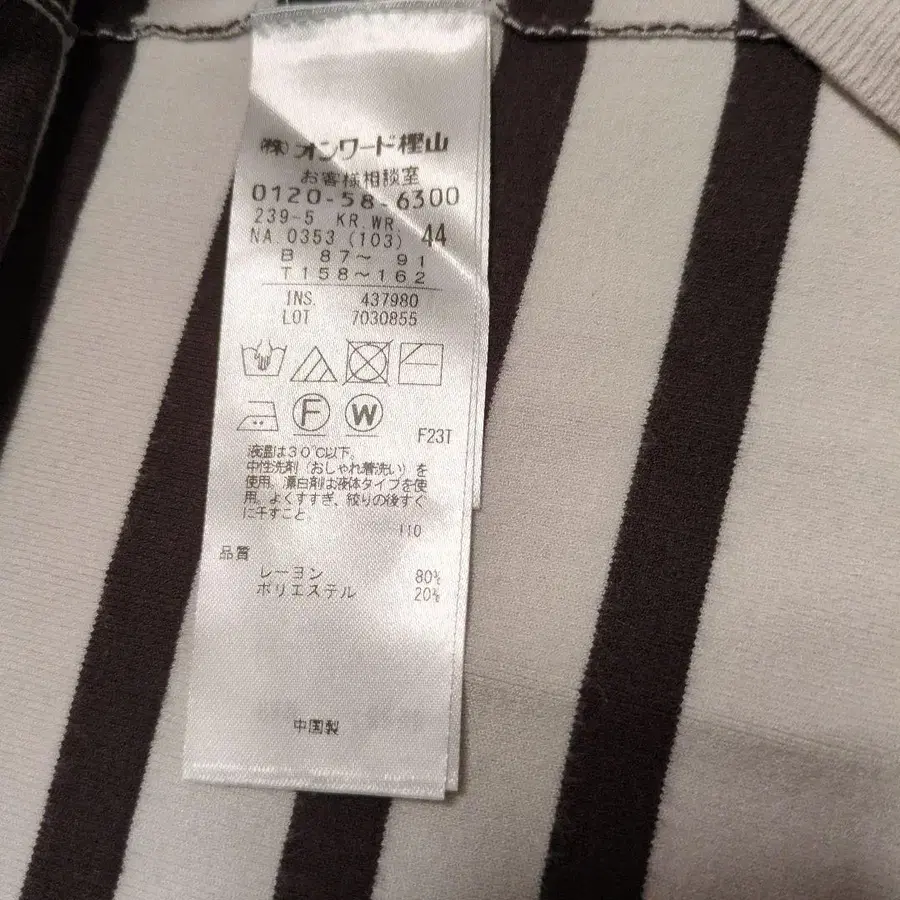 (株)オンワード樫山
お客様相談室
0120-58-6300
239-5 KR.WR.
NA.0353 (103) 44
B 87～ 91
T158～162
INS. 437980
LOT 7030855
F W
F23T
液温は30℃以下。
中性洗剤(おしゃれ着洗い)を
使用。漂白剤は液体タイプを使
用。よくすすぎ、絞りの後すぐ
に干すこと。
110
品質
レーヨン 80%
ポリエステル 20%
中国製